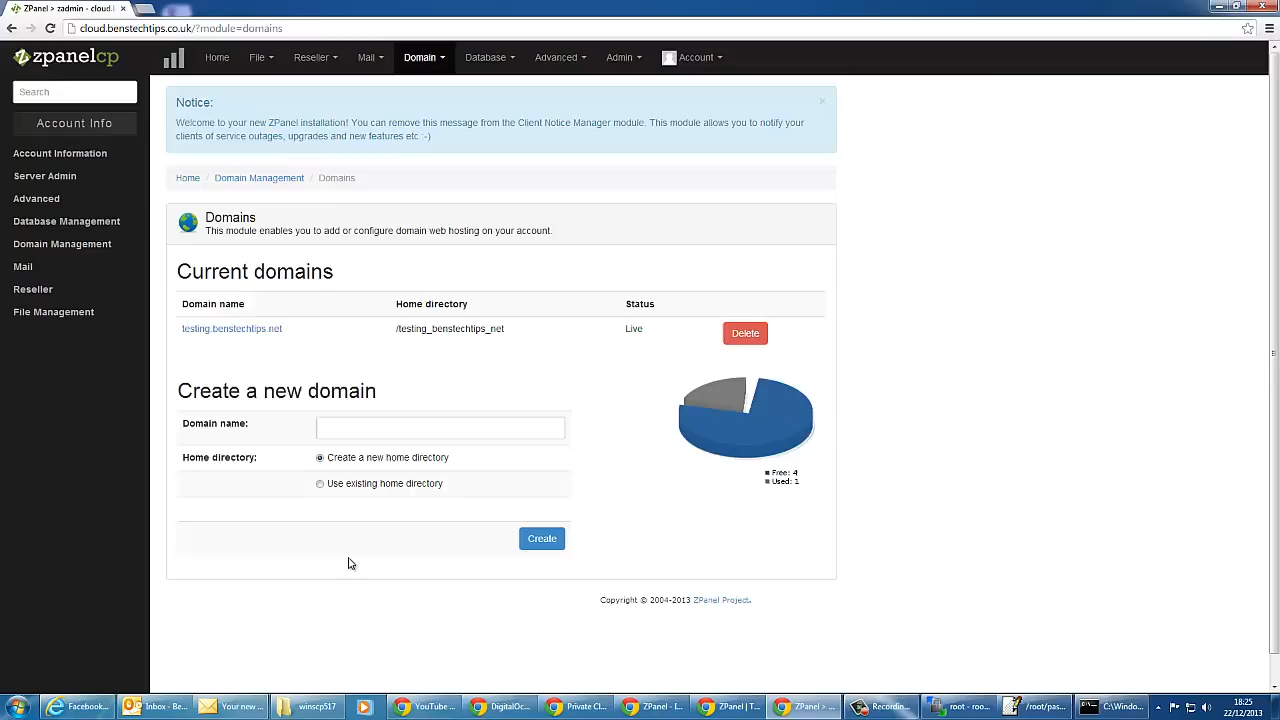 ZPanel > zadmin - cloud.l
cloud.benstechtips.co.uk/?module=domains
zpanelcp
Home File Reseller Mail Domain Database Advanced Admin Account
Search
Account Info
Account Information
Server Admin
Advanced
Database Management
Domain Management
Mail
Reseller
File Management
Notice:
Welcome to your new ZPanel installation! You can remove this message from the Client Notice Manager module. This module allows you to notify your
clients of service outages, upgrades and new features etc :-)
Home / Domain Management / Domains
Domains
This module enables you to add or configure domain web hosting on your account.
Current domains
Domain name Home directory Status
testing.benstechtips.net /testing_benstechtips_net Live Delete
Create a new domain
Domain name:
Home directory: Create a new home directory
Use existing home directory
Create
Free: 4
Used: 1
Copyright © 2004-2013 ZPanel Project.
Facebook... Inbox - Be... Your new ... winscp517 YouTube ... DigitalOc... Private Cl... ZPanel - I... ZPanel | T... ZPanel > ... Recordin... root - roo... /root/pas... C:\Windo...
18:25
22/12/2013